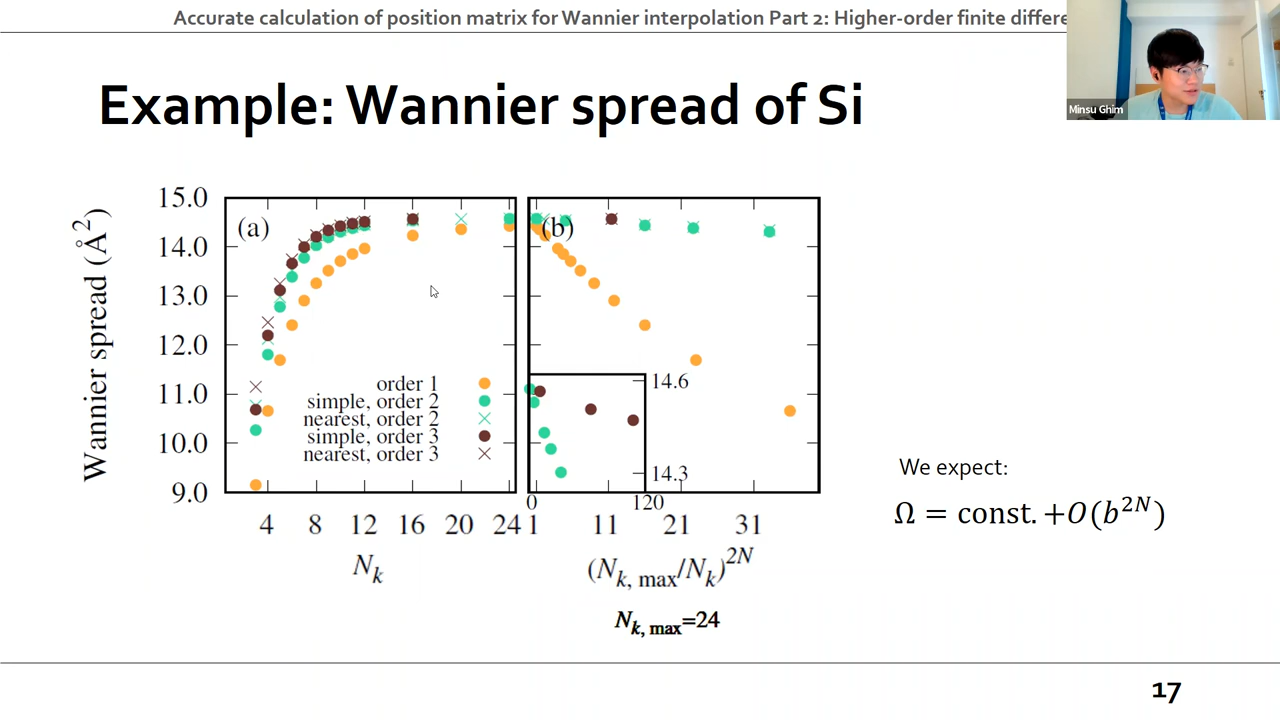 Accurate calculation of position matrix for Wannier interpolation Part 2: Higher-order finite differe
Minsu Ghim
Example: Wannier spread of Si
Wannier spread (Å²)
15.0
14.0
13.0
12.0
11.0
10.0
9.0
(a)
order 1
simple, order 2
nearest, order 2
simple, order 3
nearest, order 3
4 8 12 16 20 24
N_k
(b)
14.6
14.3
0 120
1 11 21 31
(N_{k, max}/N_k)^{2N}
N_{k, max}=24
We expect:
Ω = const. +O(b^{2N})
17